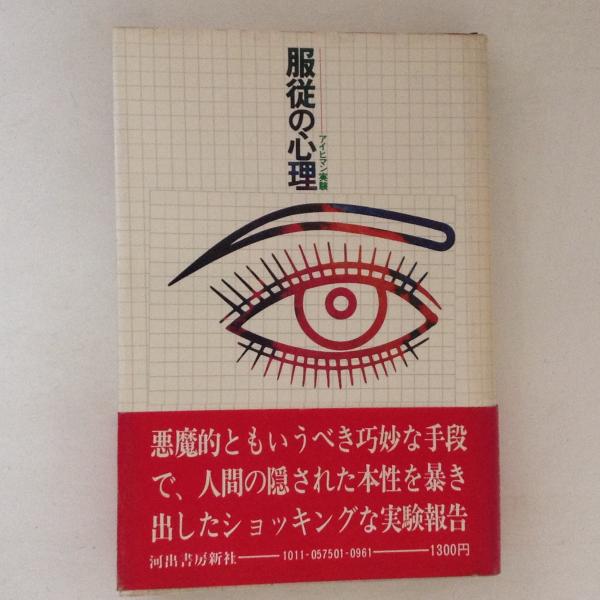 服従の心理
アイヒマン実験
悪魔的ともいうべき巧妙な手段
で、人間の隠された本性を暴き
出したショッキングな実験報告
河出書房新社 ―― 1011-057501-0961 ―― 1300円